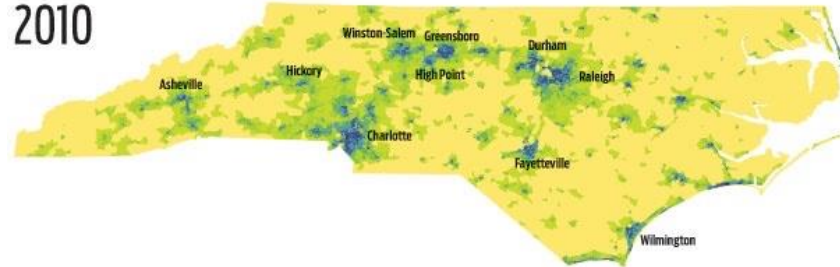 2010
Winston-Salem
Greensboro
Durham
Hickory
High Point
Raleigh
Asheville
Charlotte
Fayetteville
Wilmington